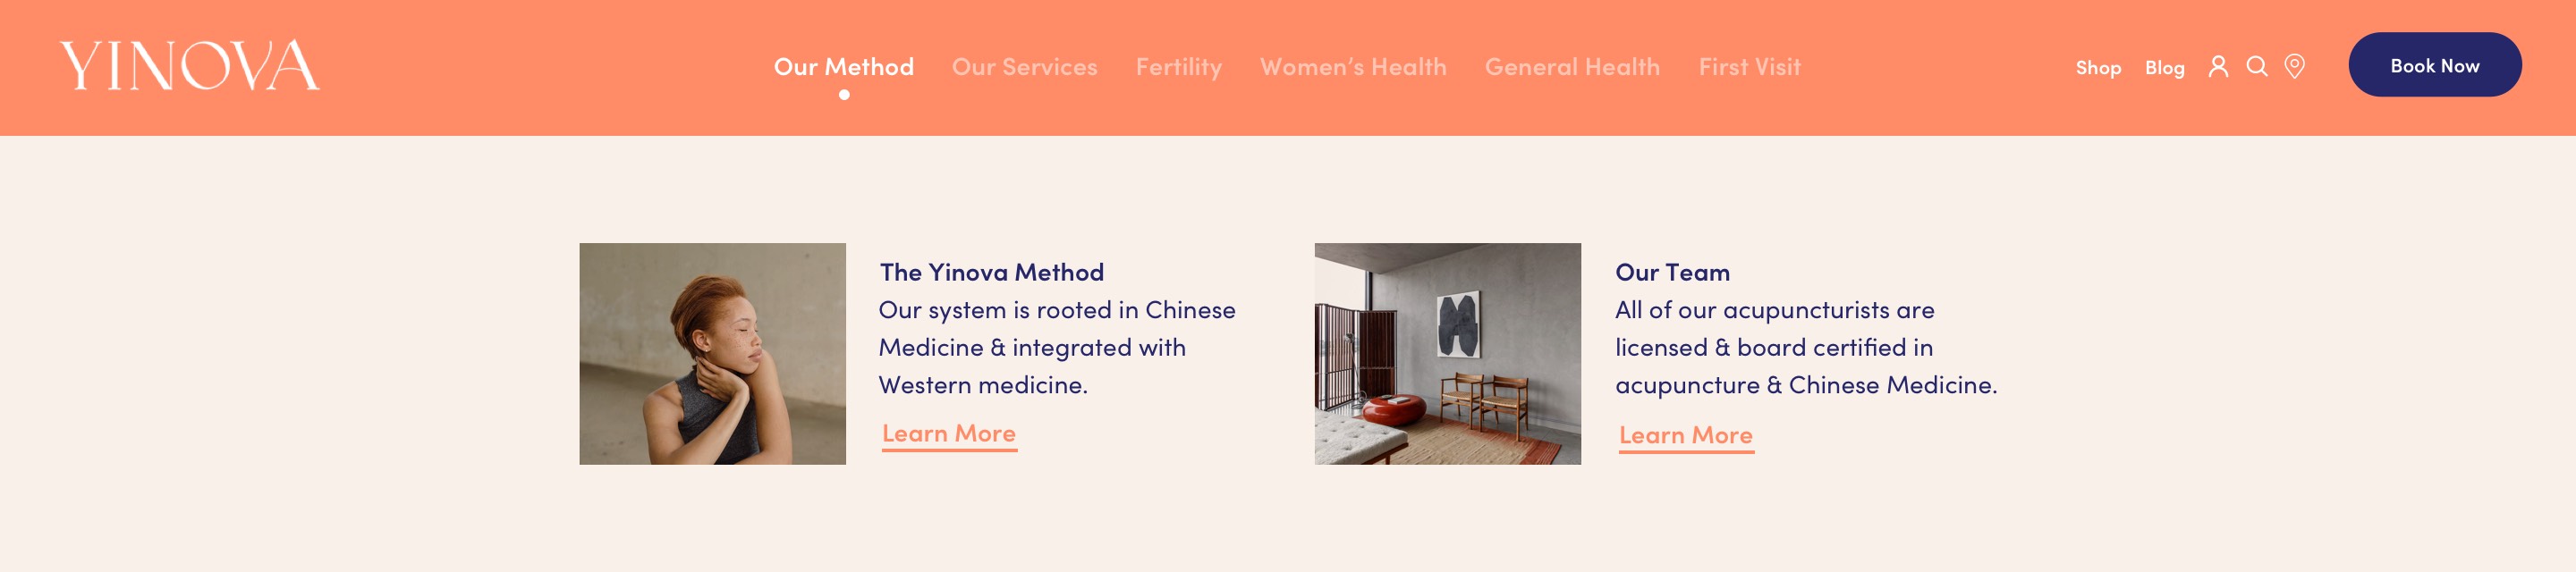 YINOVA
Our Method
Our Services
Fertility
Women’s Health
General Health
First Visit
Shop
Blog
Book Now
The Yinova Method
Our system is rooted in Chinese
Medicine & integrated with
Western medicine.
Learn More
Our Team
All of our acupuncturists are
licensed & board certified in
acupuncture & Chinese Medicine.
Learn More